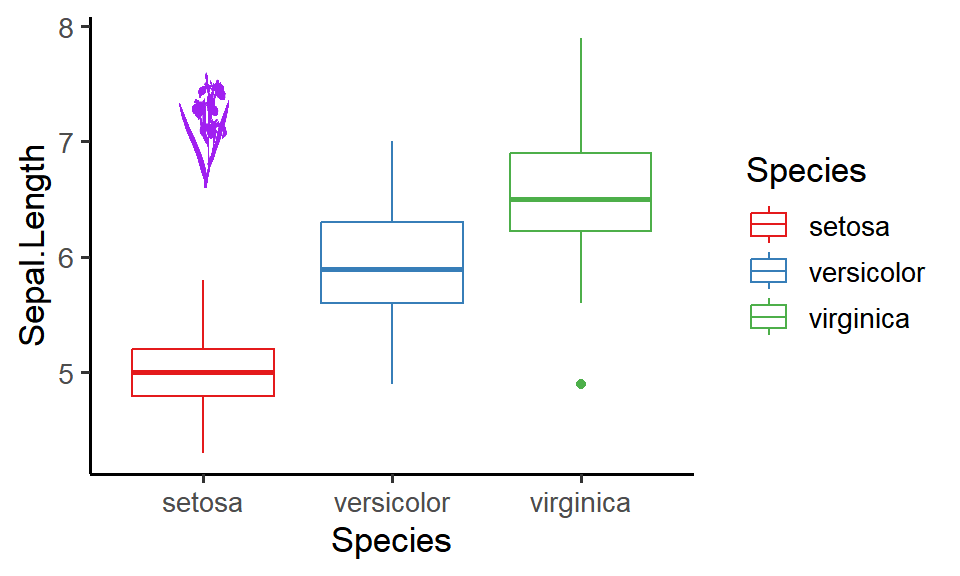 8
7
6
5
Sepal.Length
setosa
versicolor
virginica
Species
Species
setosa
versicolor
virginica